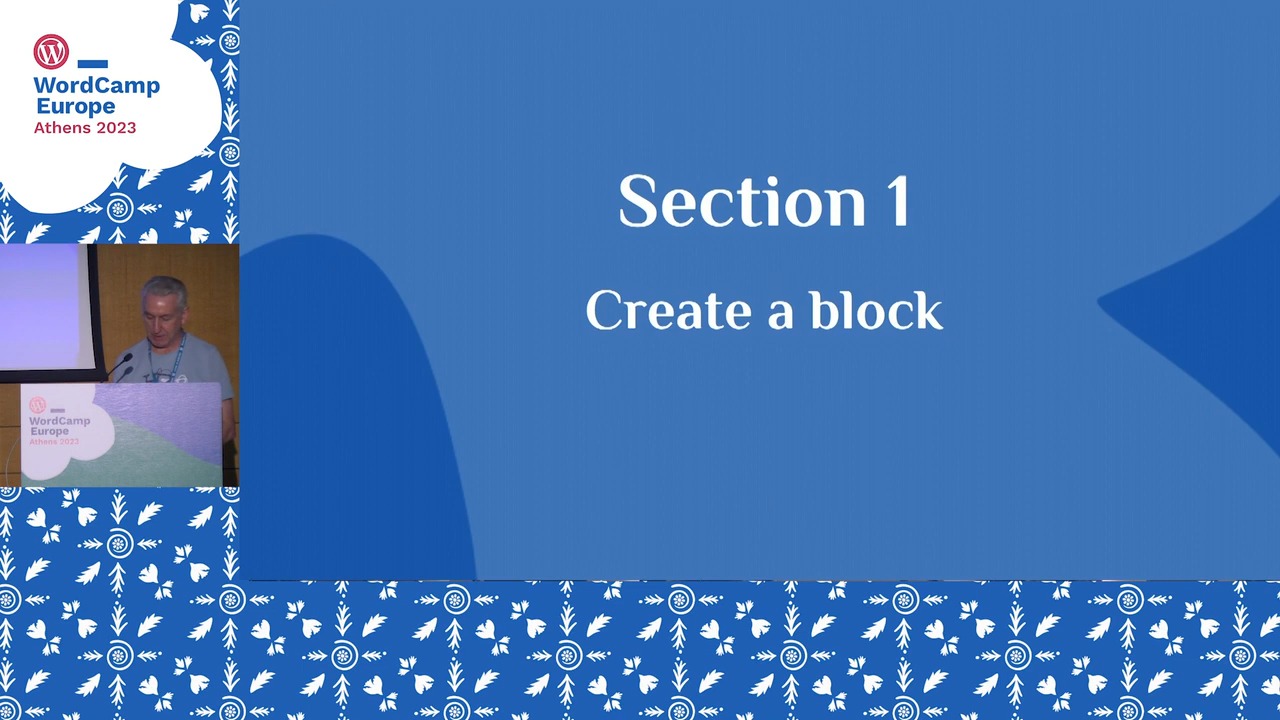 WordCamp
Europe
Athens 2023
Section 1
Create a block
WordCamp
Europe
Athens 2023